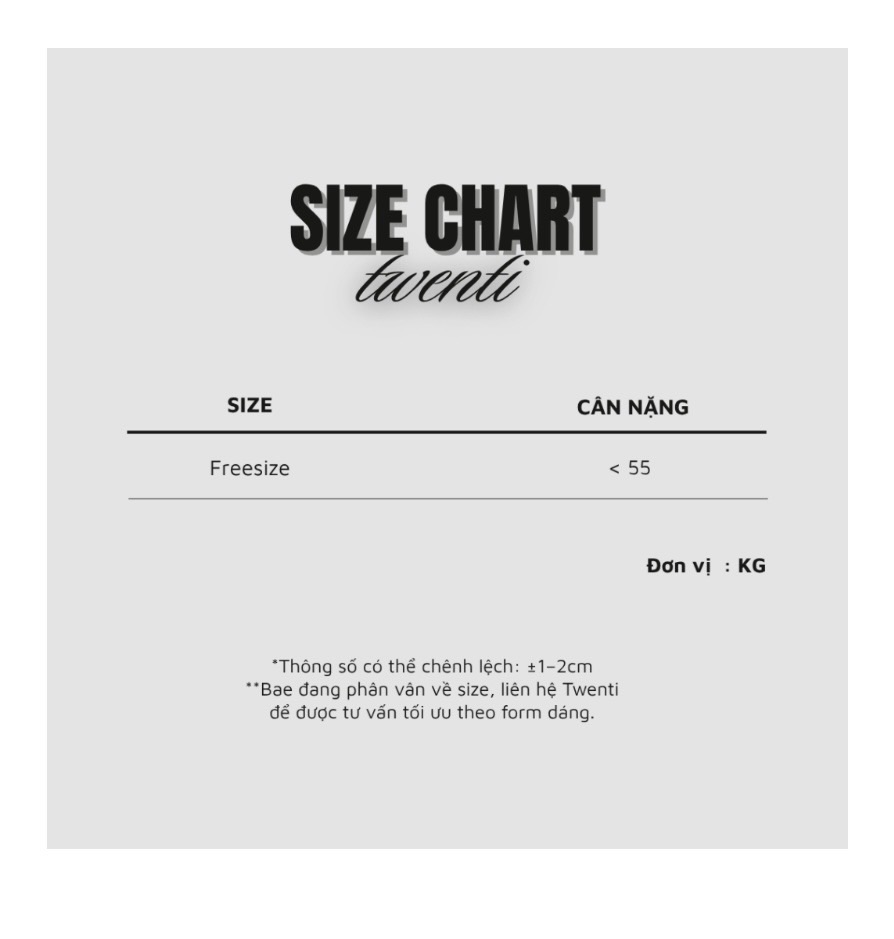 SIZE CHART
twenti
SIZE CÂN NẶNG
Freesize < 55
Đơn vị : KG
*Thông số có thể chênh lệch: ±1–2cm
**Bae đang phân vân về size, liên hệ Twenti
để được tư vấn tối ưu theo form dáng.